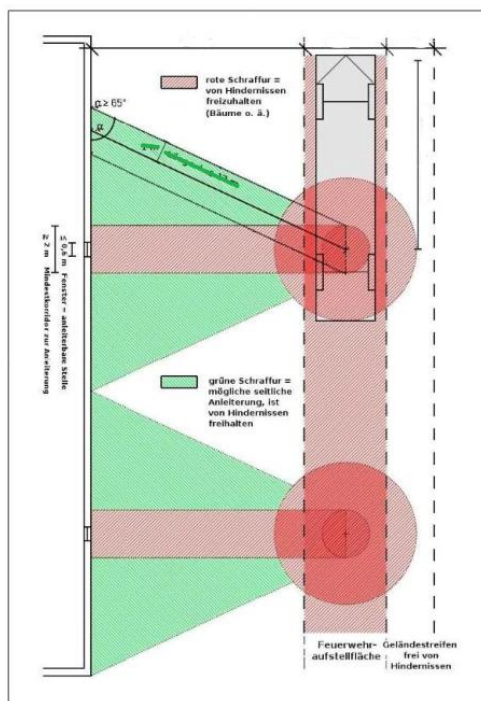 rote Schraffur =
von Hindernissen
freizuhalten
(Bäume o. ä.)
α ≥ 65°
α
≤ 0,6 m Fenster = anleiterbare Stelle
≥ 2 m Mindestkorridor zur Anleiterung
grüne Schraffur =
mögliche seitliche
Anleiterung, ist
von Hindernissen
freihalten
Feuerwehr-
aufstellfläche
Geländestreifen
frei von
Hindernissen